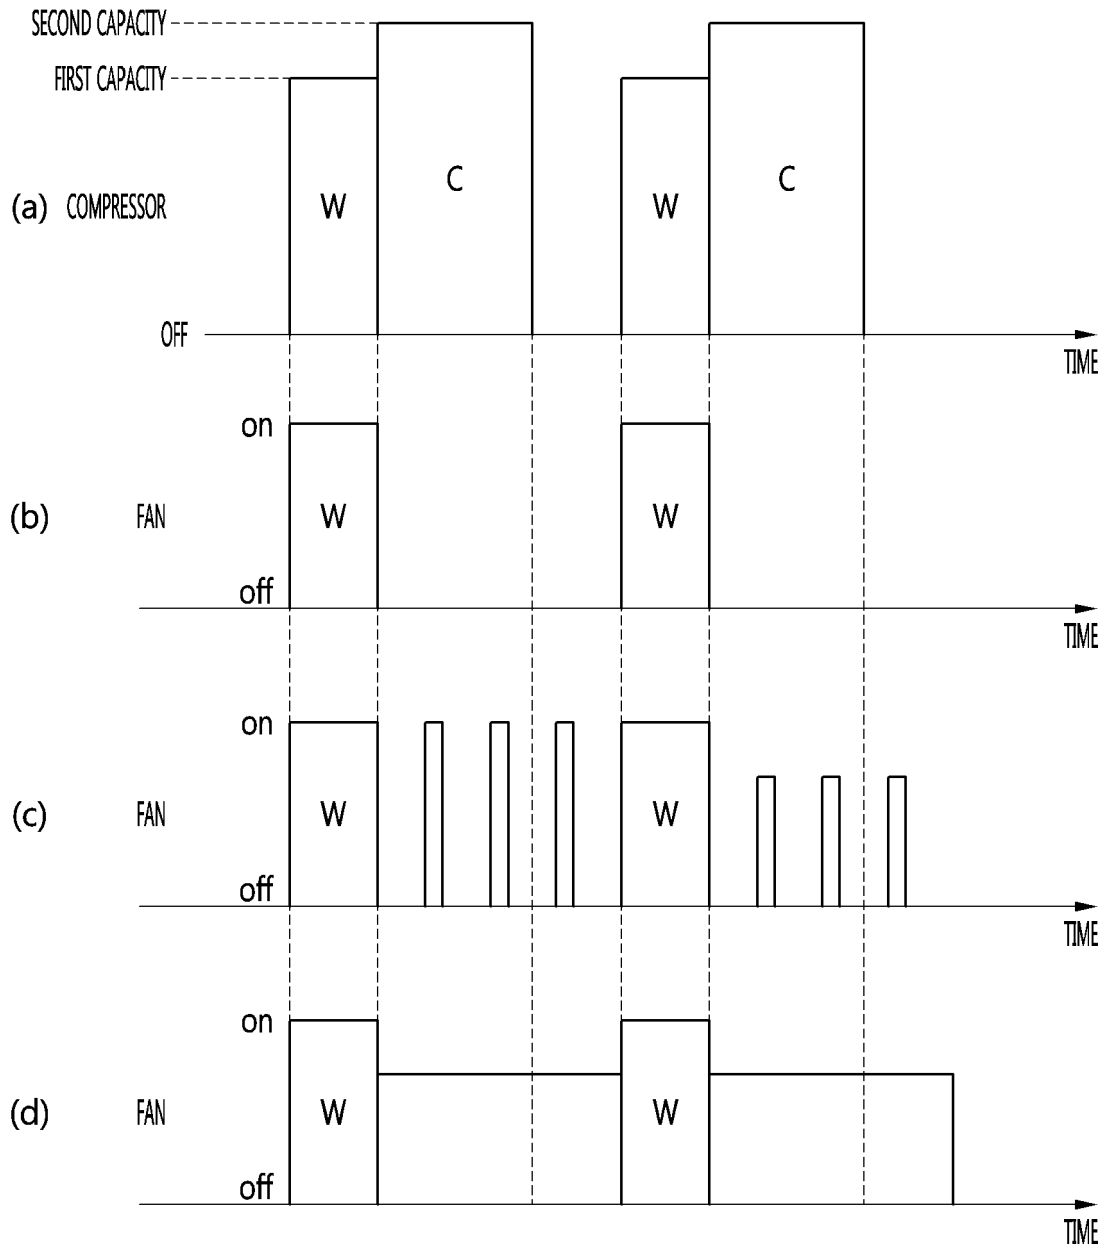 SECOND CAPACITY
FIRST CAPACITY
C C
W W
(a) COMPRESSOR
OFF
TIME
on
W W
(b) FAN
off
TIME
on
W W
(c) FAN
off
TIME
on
W W
(d) FAN
off
TIME